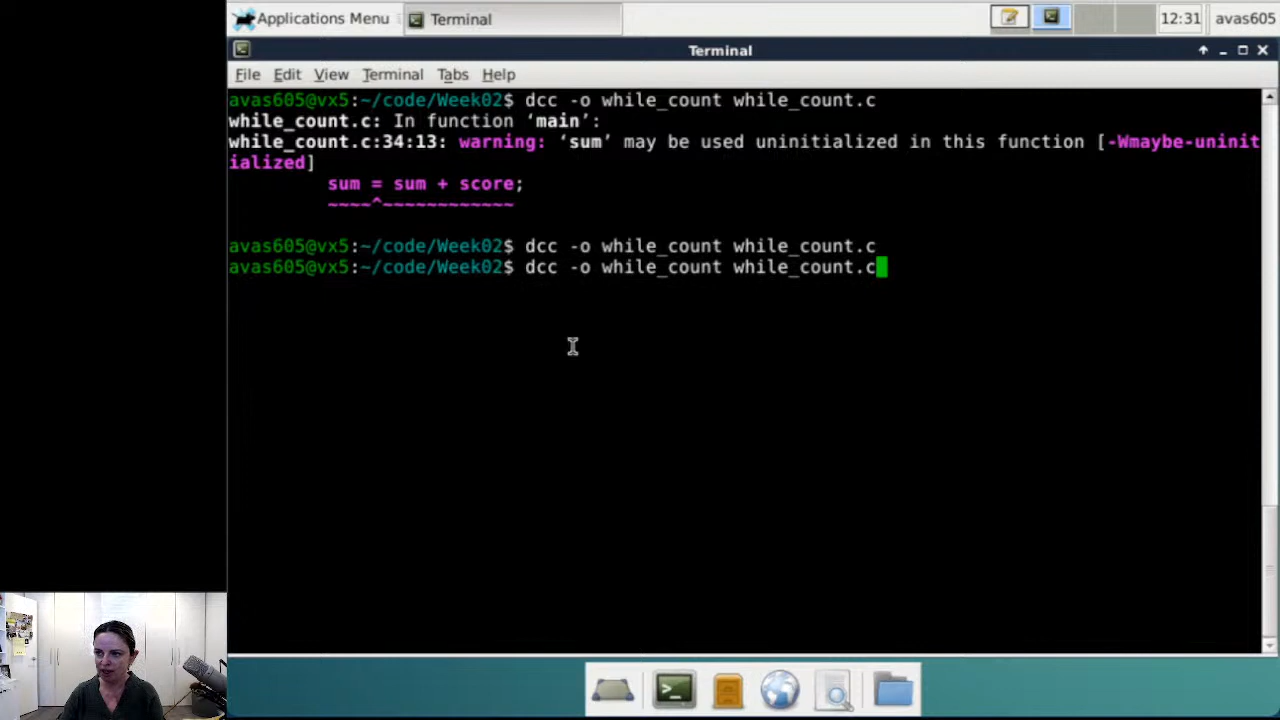 Applications Menu
Terminal
12:31
avas605
Terminal
File Edit View Terminal Tabs Help
avas605@vx5:~/code/Week02$ dcc -o while_count while_count.c
while_count.c: In function ‘main’:
while_count.c:34:13: warning: ‘sum’ may be used uninitialized in this function [-Wmaybe-uninit
ialized]
sum = sum + score;
~~~~^~~~~~~~~~~~~
avas605@vx5:~/code/Week02$ dcc -o while_count while_count.c
avas605@vx5:~/code/Week02$ dcc -o while_count while_count.c